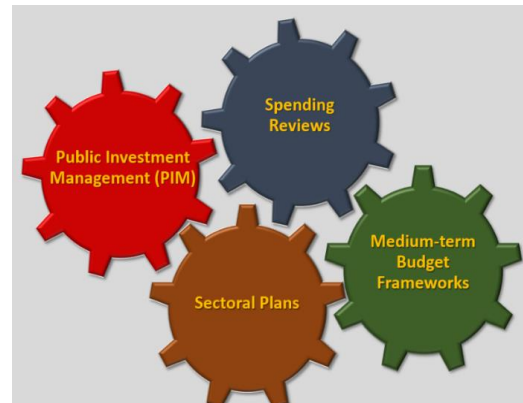 Spending
Reviews
Public Investment
Management (PIM)
Medium-term
Budget
Frameworks
Sectoral Plans